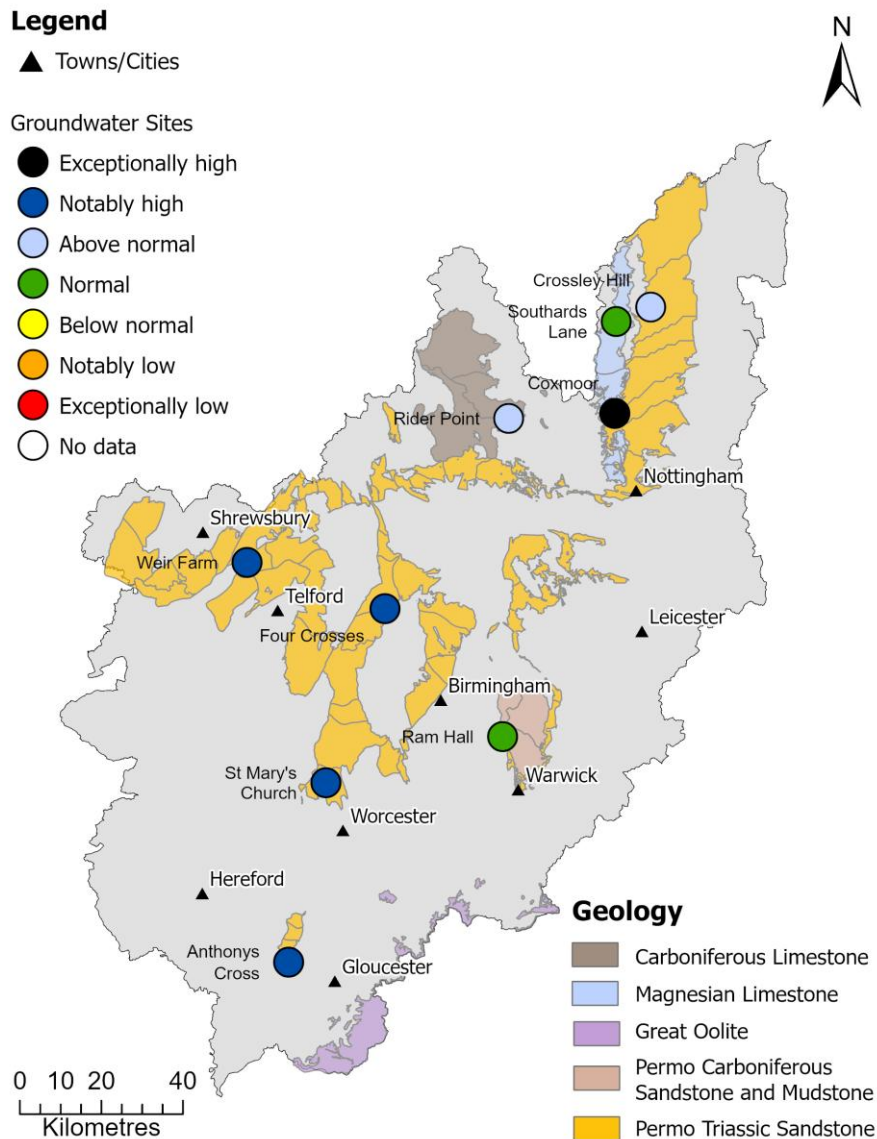 Legend
Towns/Cities
N
Groundwater Sites
Exceptionally high
Notably high
Above normal
Normal
Below normal
Notably low
Exceptionally low
No data
Crossley Hill
Southards
Lane
Coxmoor
Rider Point
Nottingham
Shrewsbury
Weir Farm
Telford
Four Crosses
Leicester
Birmingham
Ram Hall
St Mary's
Church
Warwick
Worcester
Hereford
Anthonys
Cross
Gloucester
Geology
Carboniferous Limestone
Magnesian Limestone
Great Oolite
Permo Carboniferous
Sandstone and Mudstone
Permo Triassic Sandstone
0 10 20 40
Kilometres